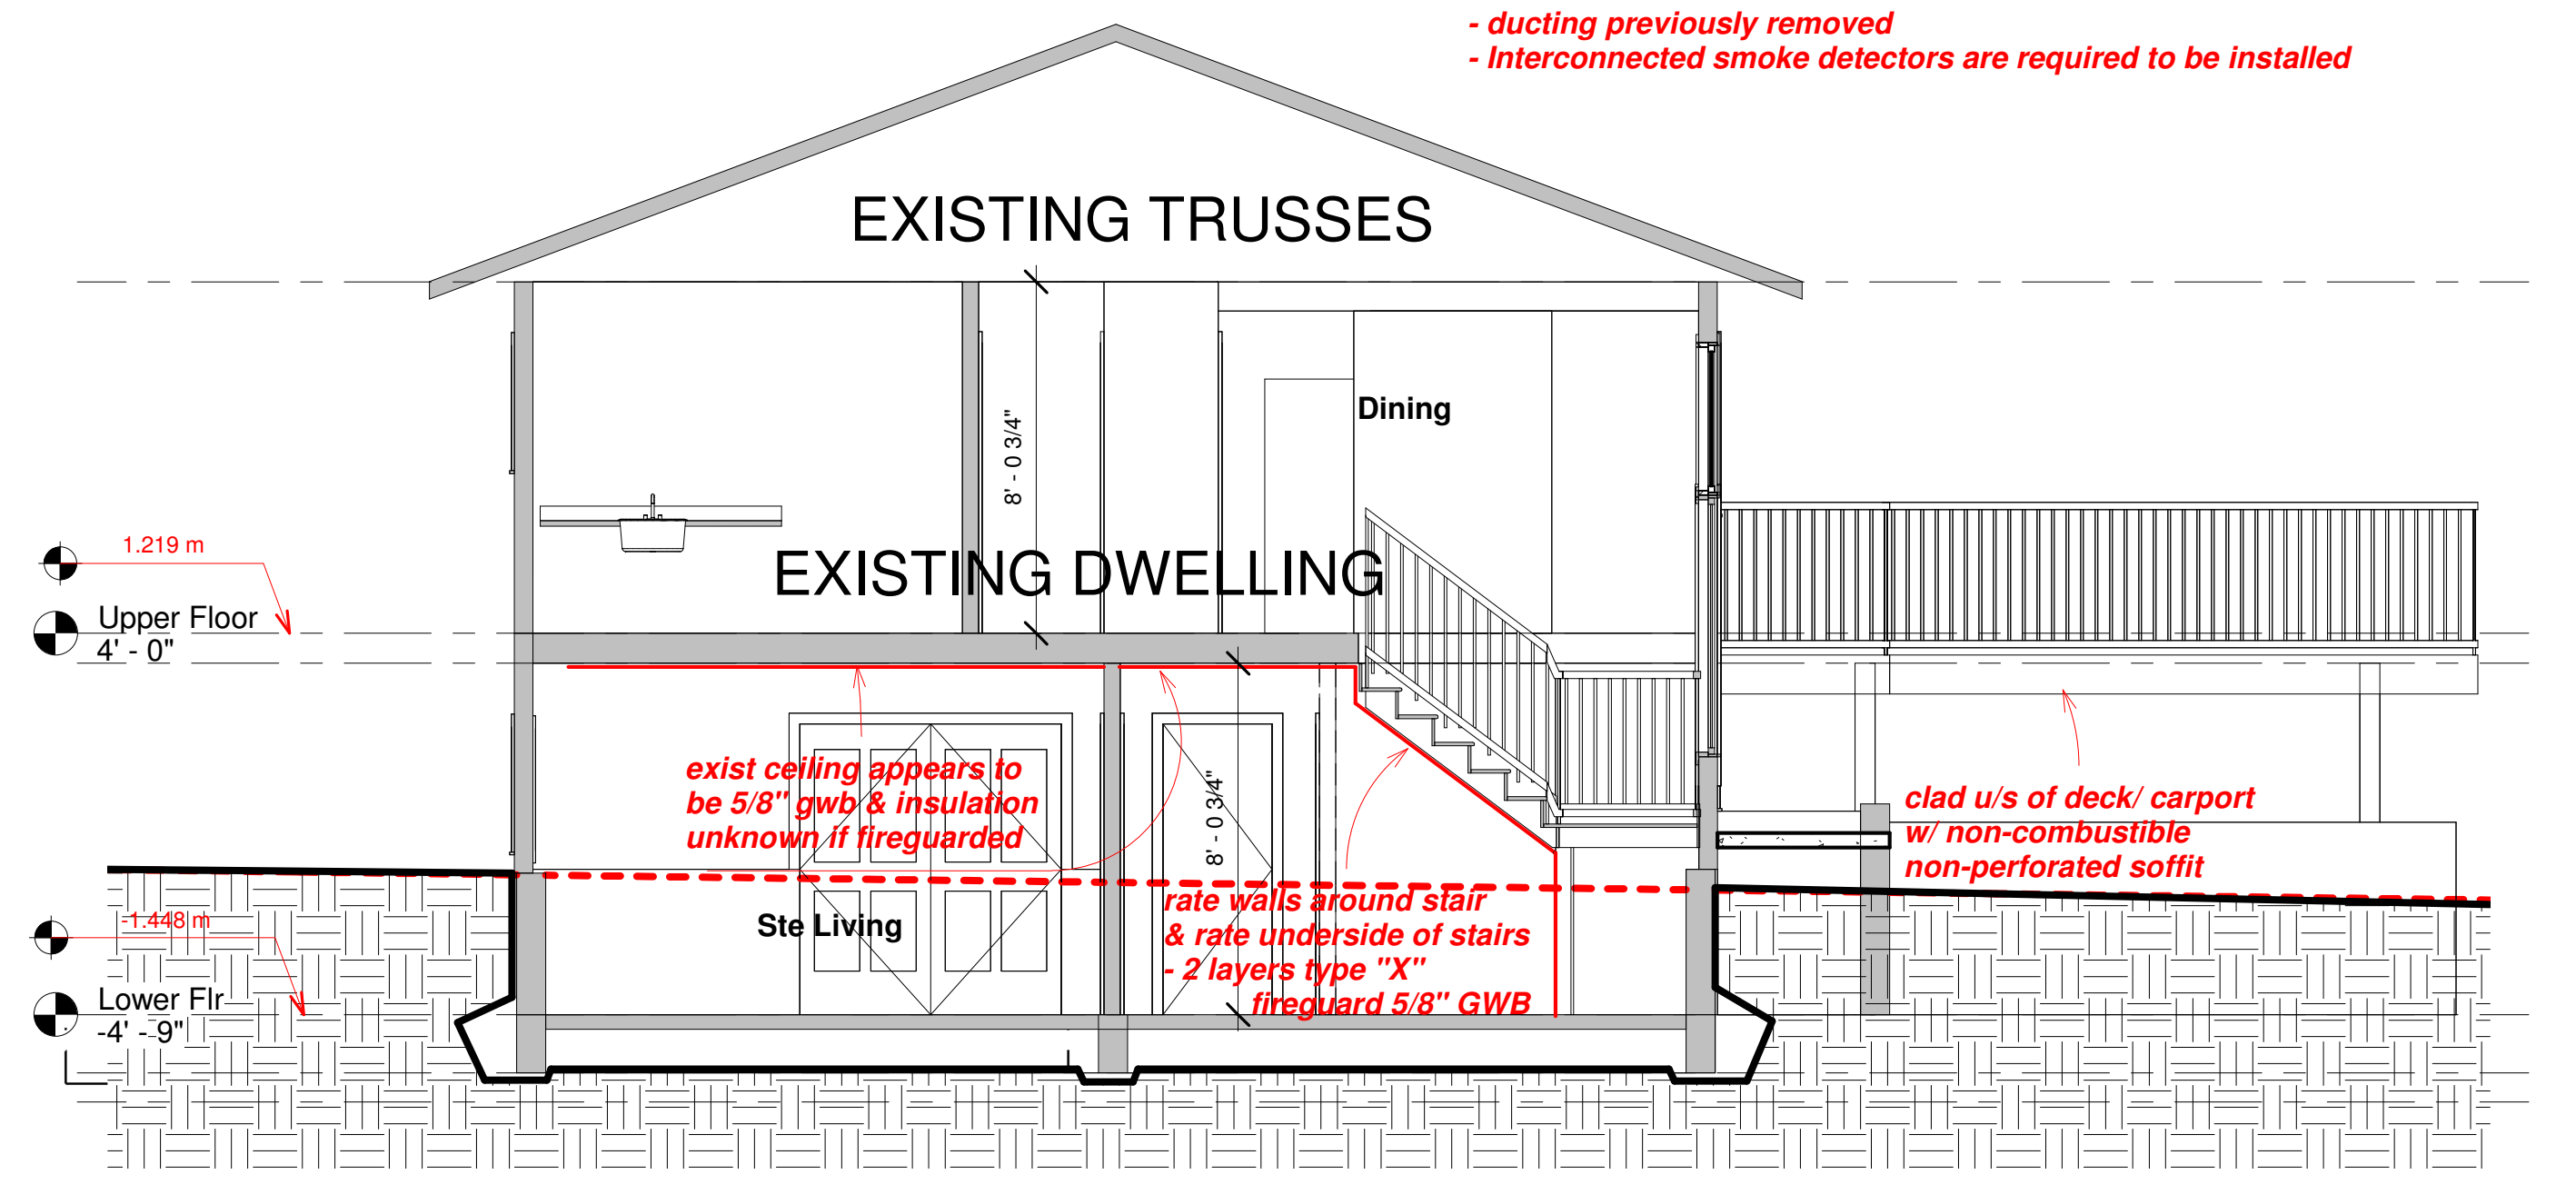 - ducting previously removed
- Interconnected smoke detectors are required to be installed
EXISTING TRUSSES
Dining
8' - 0 3/4"
1.219 m
EXISTING DWELLING
Upper Floor
4' - 0"
exist ceiling appears to
be 5/8" gwb & insulation
unknown if fireguarded
8' - 0 3/4"
clad u/s of deck/ carport
w/ non-combustible
non-perforated soffit
-1.448 m
Ste Living
rate walls around stair
& rate underside of stairs
- 2 layers type "X"
fireguard 5/8" GWB
Lower Flr
-4' - 9"